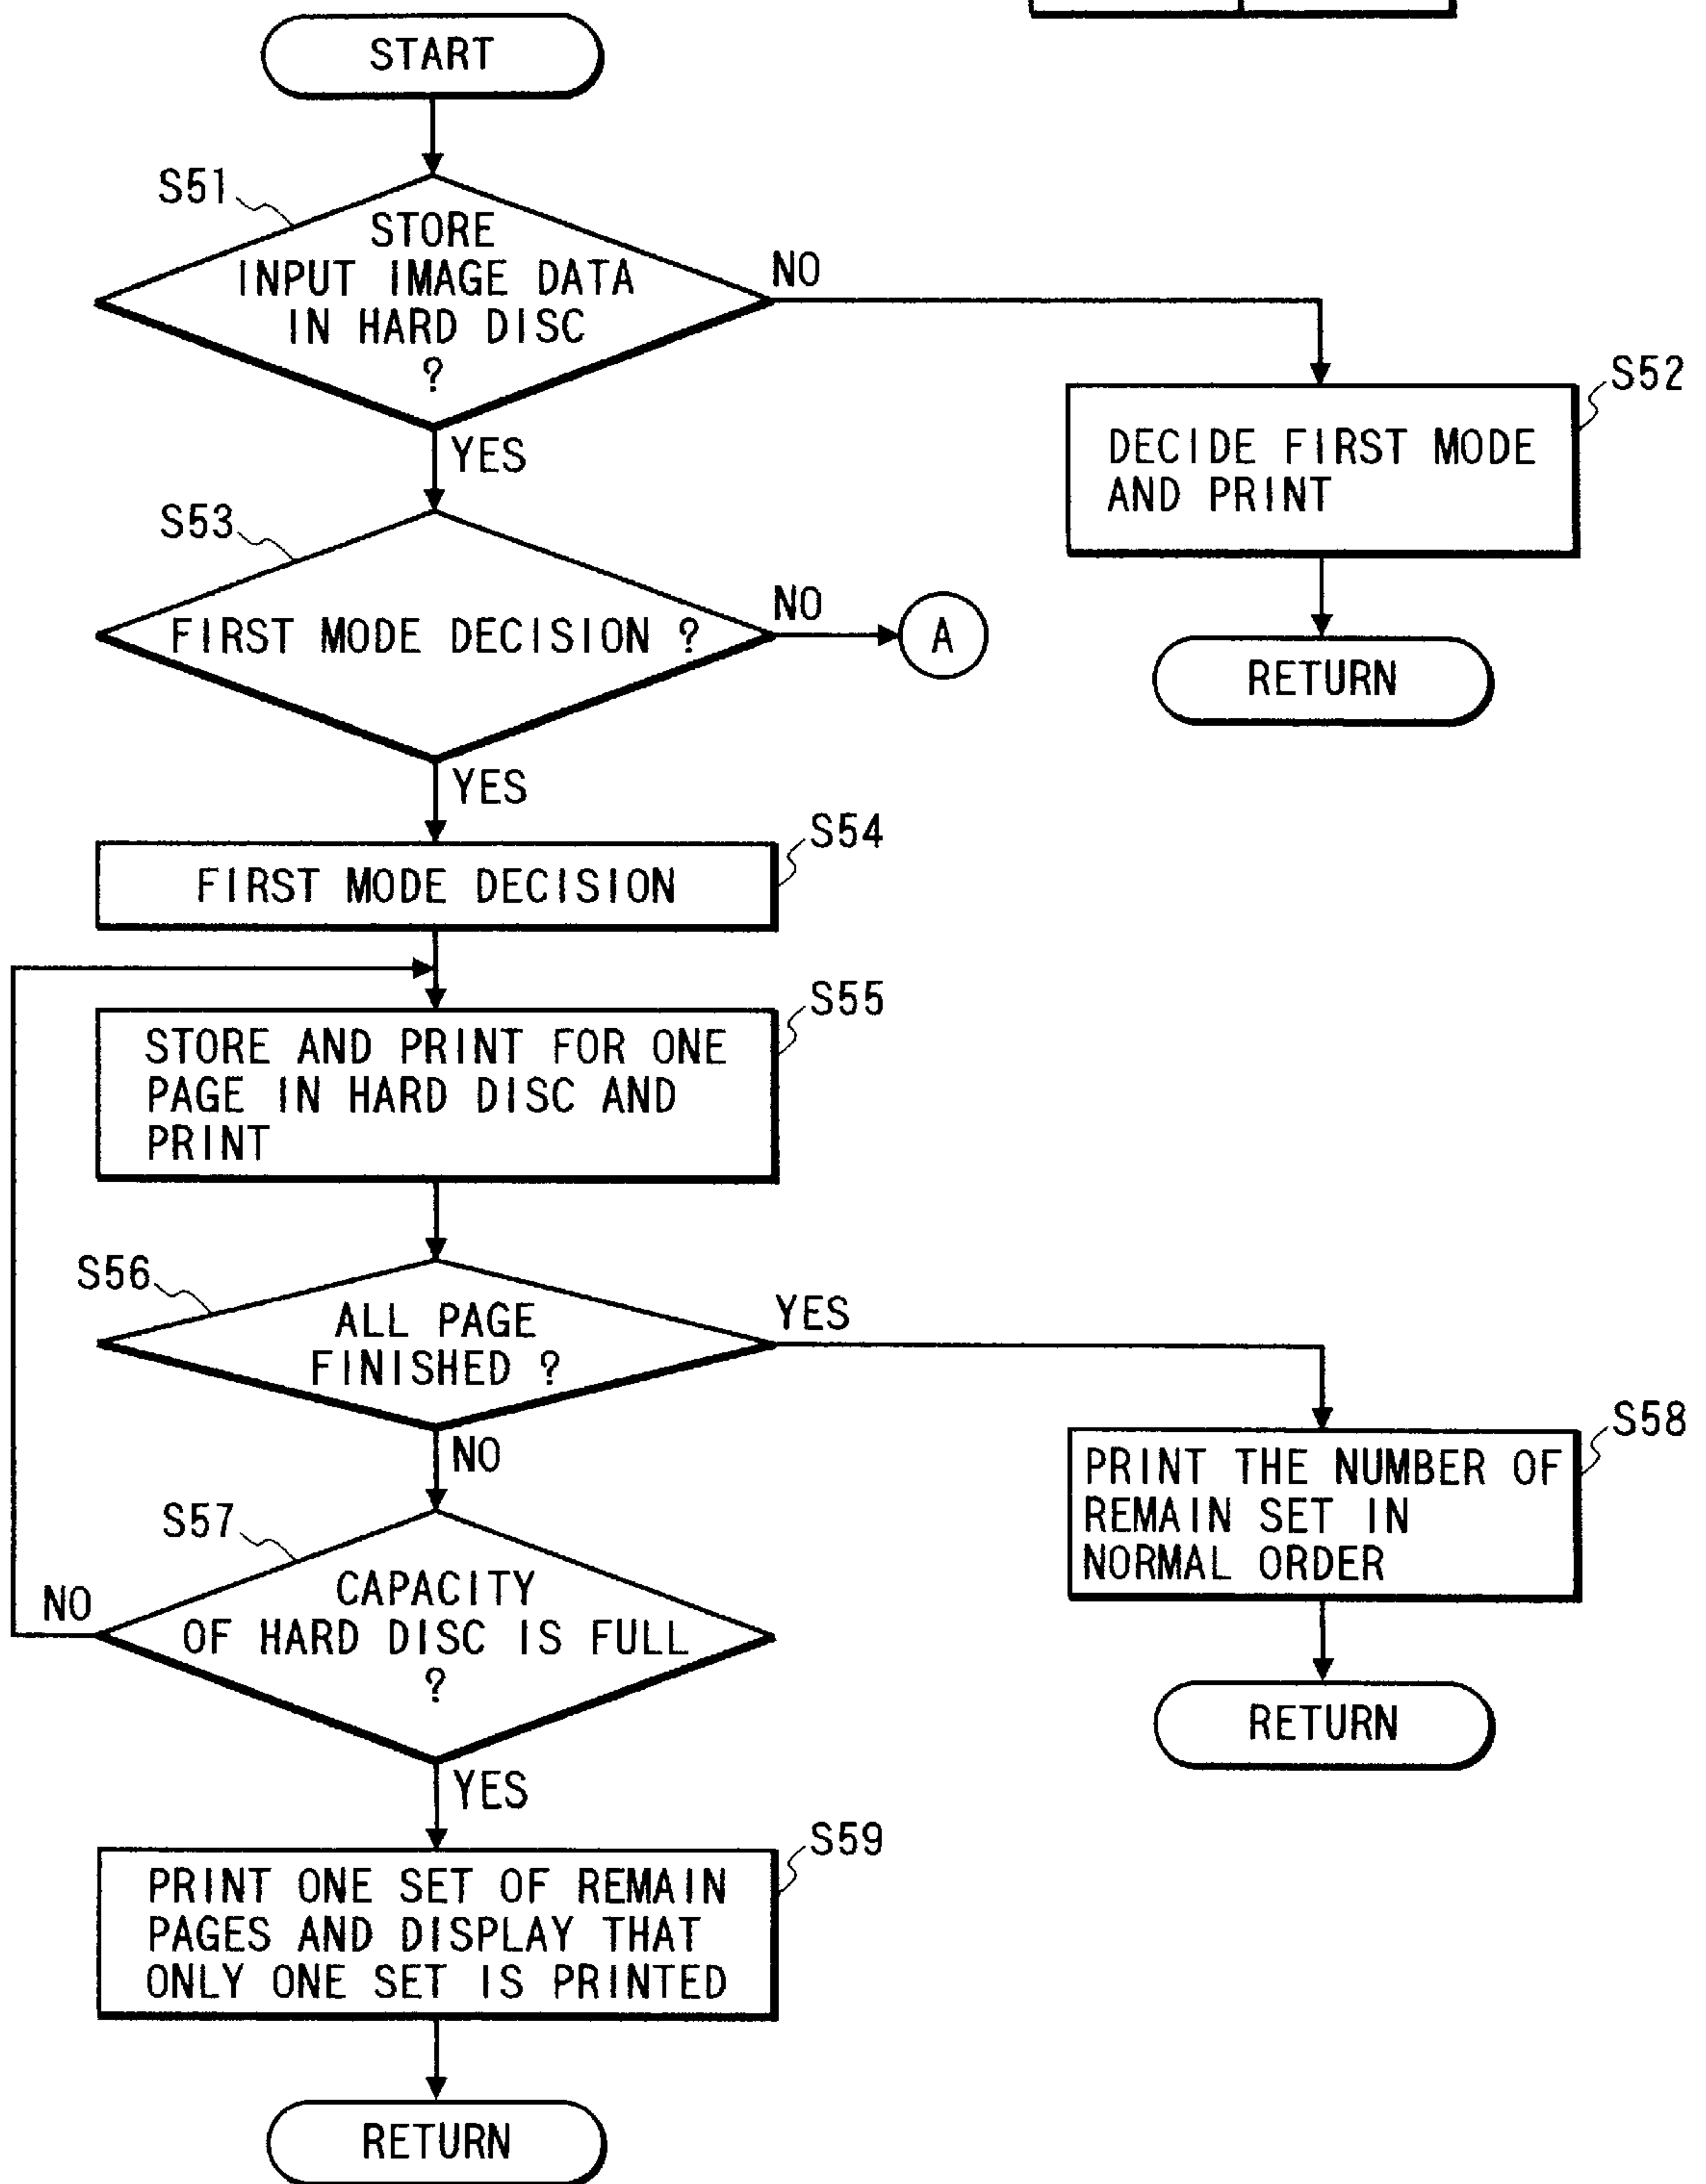 START
S51
STORE
INPUT IMAGE DATA
IN HARD DISC
?
NO
YES
S52
DECIDE FIRST MODE
AND PRINT
RETURN
S53
FIRST MODE DECISION ?
NO
A
YES
S54
FIRST MODE DECISION
S55
STORE AND PRINT FOR ONE
PAGE IN HARD DISC AND
PRINT
S56
ALL PAGE
FINISHED ?
YES
NO
S58
PRINT THE NUMBER OF
REMAIN SET IN
NORMAL ORDER
RETURN
S57
CAPACITY
OF HARD DISC IS FULL
?
NO
YES
S59
PRINT ONE SET OF REMAIN
PAGES AND DISPLAY THAT
ONLY ONE SET IS PRINTED
RETURN